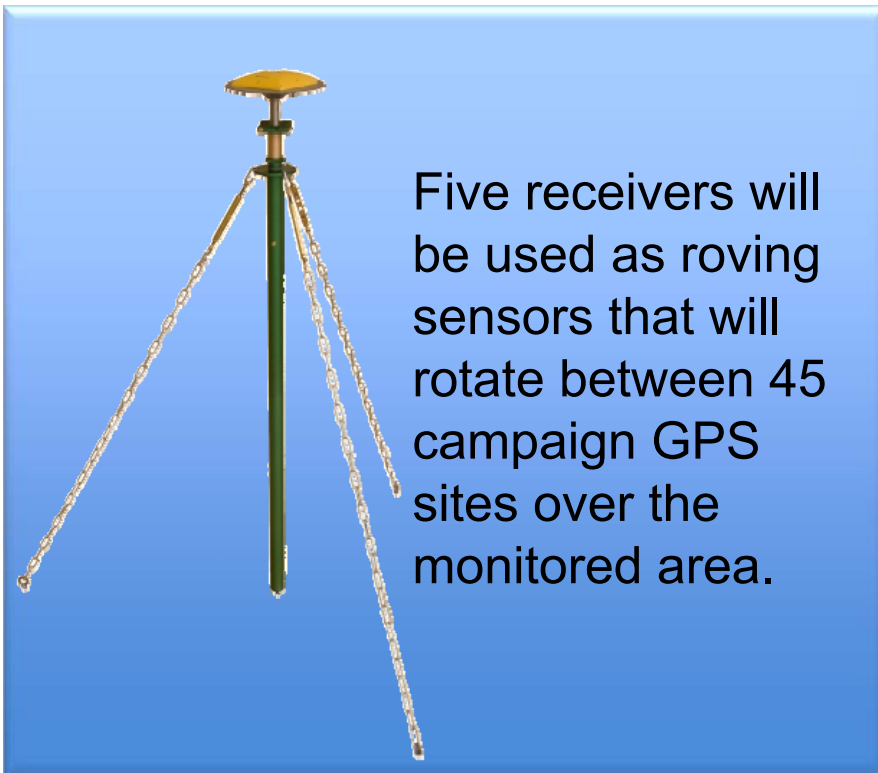 Five receivers will
be used as roving
sensors that will
rotate between 45
campaign GPS
sites over the
monitored area.